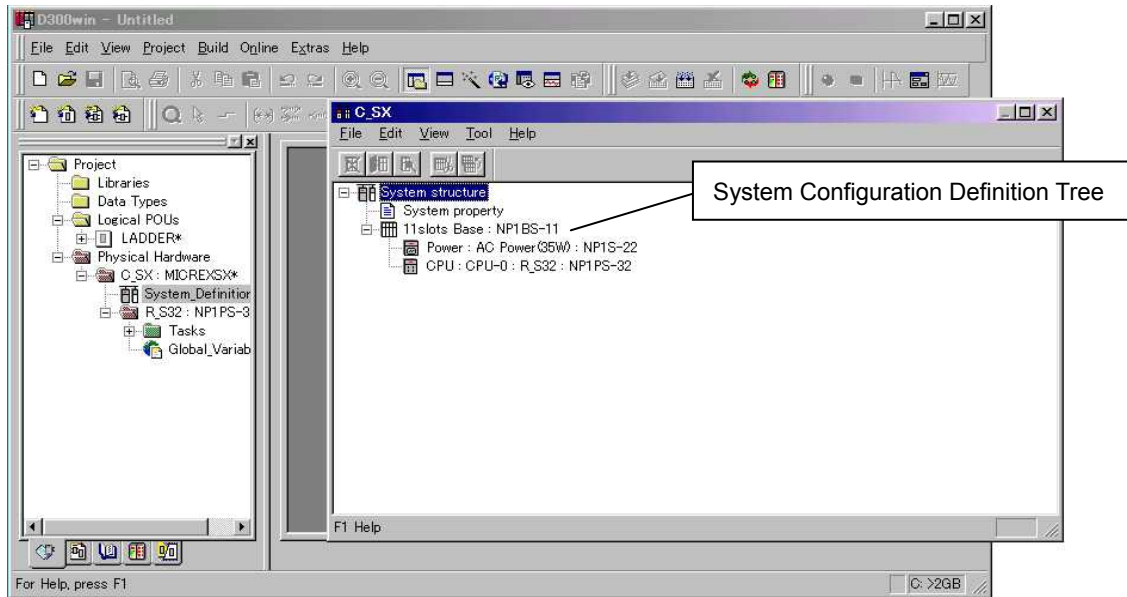 D300win - Untitled
File Edit View Project Build Online Extras Help
C_SX
File Edit View Tool Help
Project
Libraries
Data Types
Logical POUs
LADDER*
Physical Hardware
C_SX : MICREXSX*
System_Definition
R_S32 : NP1PS-3
Tasks
Global_Variab
System structure
System property
11slots Base : NP1BS-11
Power : AC Power(35W) : NP1S-22
CPU : CPU-0 : R_S32 : NP1PS-32
System Configuration Definition Tree
F1 Help
For Help, press F1
C: >2GB